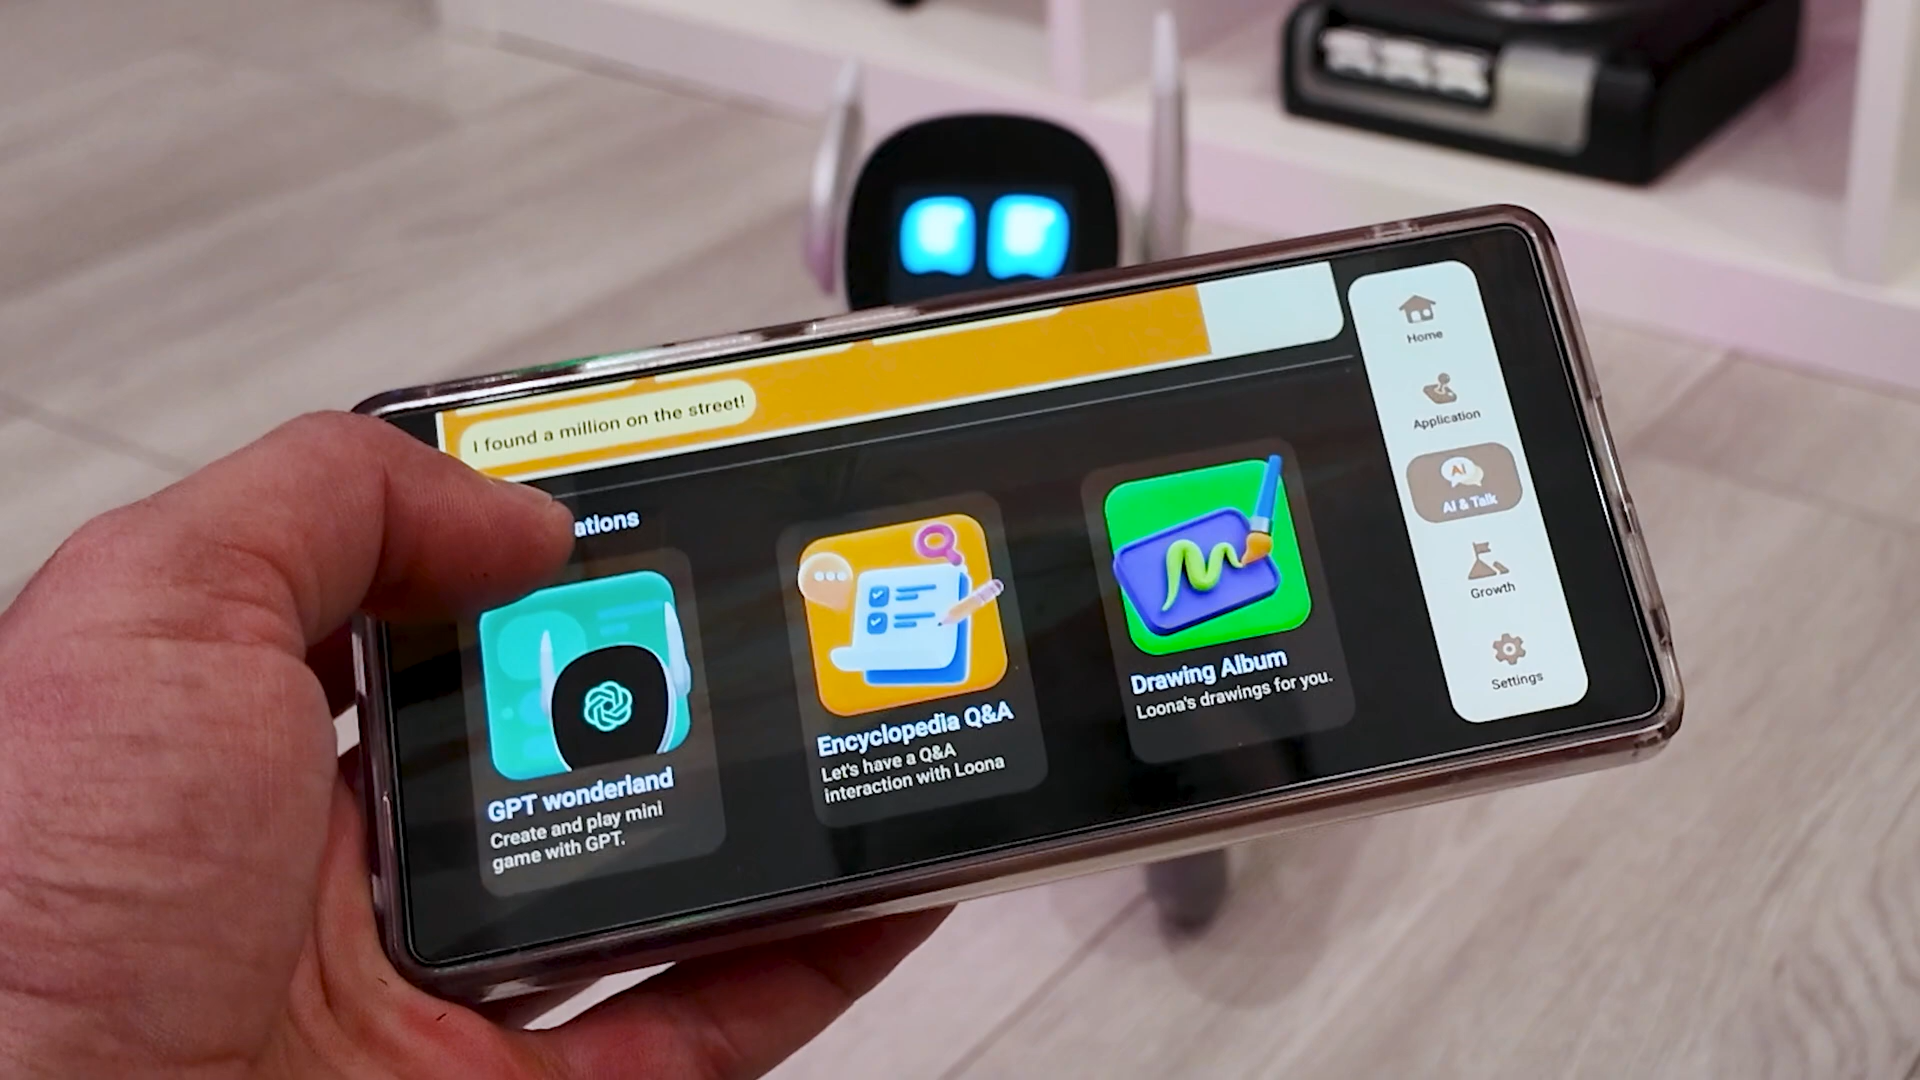 I found a million on the street!
ations
GPT wonderland
Create and play mini
game with GPT.
Encyclopedia Q&A
Let's have a Q&A
interaction with Loona
Drawing Album
Loona's drawings for you.
Home
Application
AI
AI & Talk
Growth
Settings